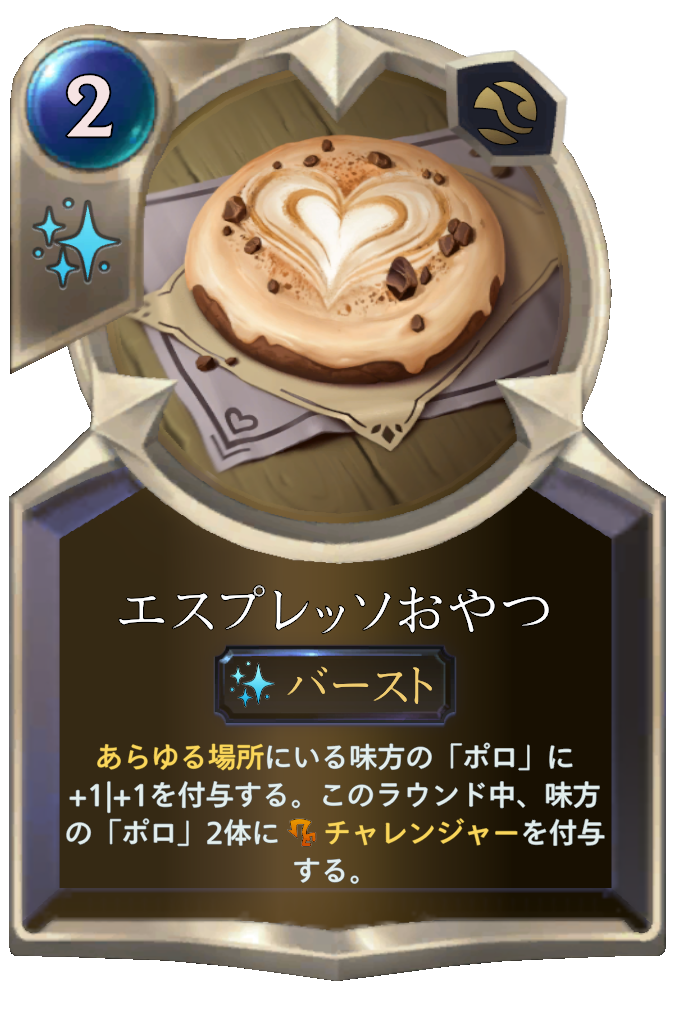 2
エスプレッソおやつ
バースト
あらゆる場所にいる味方の「ポロ」に
+1|+1を付与する。このラウンド中、味方
の「ポロ」2体に チャレンジャーを付与
する。